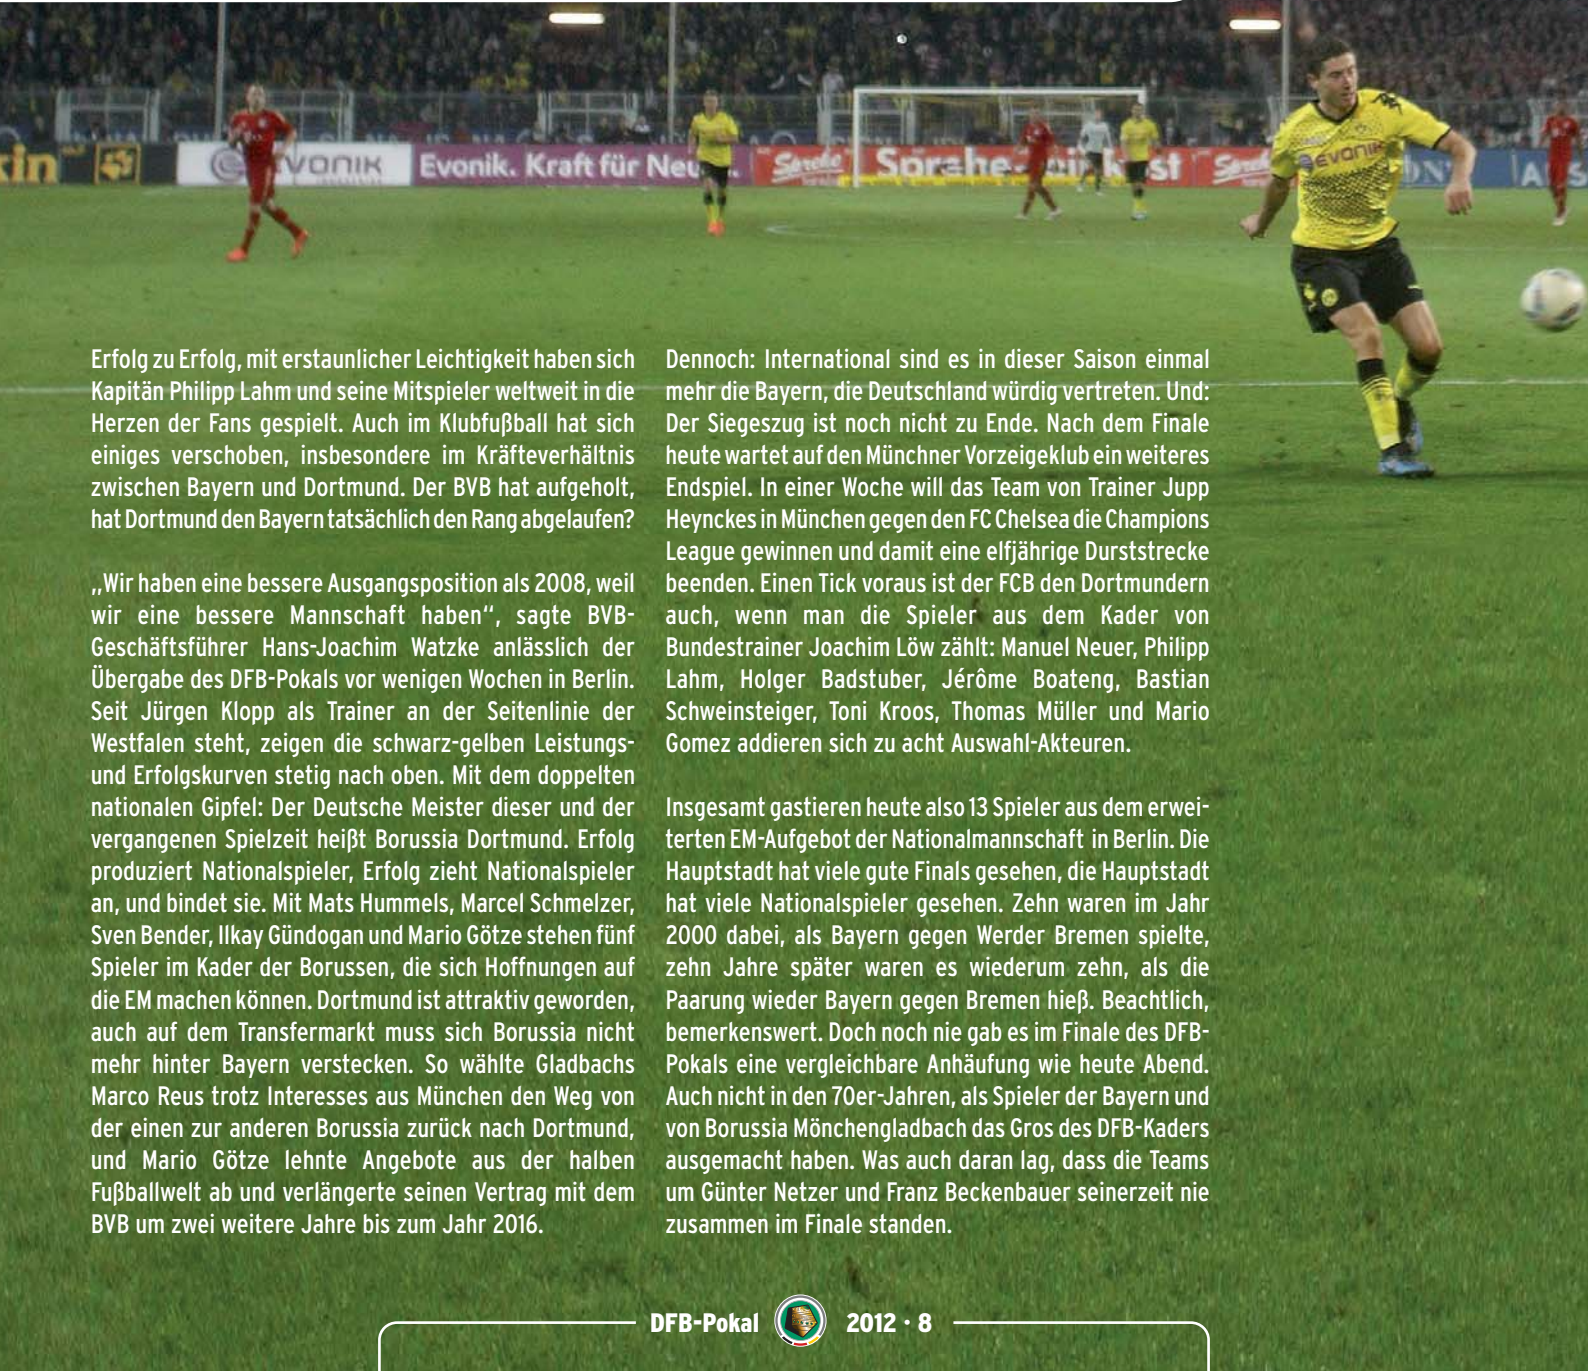 kin
EVONIK
Evonik. Kraft für Neues.
Sprehe
Sprehe
EVONIK
Erfolg zu Erfolg, mit erstaunlicher Leichtigkeit haben sich
Kapitän Philipp Lahm und seine Mitspieler weltweit in die
Herzen der Fans gespielt. Auch im Klubfußball hat sich
einiges verschoben, insbesondere im Kräfteverhältnis
zwischen Bayern und Dortmund. Der BVB hat aufgeholt,
hat Dortmund den Bayern tatsächlich den Rang abgelaufen?
„Wir haben eine bessere Ausgangsposition als 2008, weil
wir eine bessere Mannschaft haben“, sagte BVB-
Geschäftsführer Hans-Joachim Watzke anlässlich der
Übergabe des DFB-Pokals vor wenigen Wochen in Berlin.
Seit Jürgen Klopp als Trainer an der Seitenlinie der
Westfalen steht, zeigen die schwarz-gelben Leistungs-
und Erfolgskurven stetig nach oben. Mit dem doppelten
nationalen Gipfel: Der Deutsche Meister dieser und der
vergangenen Spielzeit heißt Borussia Dortmund. Erfolg
produziert Nationalspieler, Erfolg zieht Nationalspieler
an, und bindet sie. Mit Mats Hummels, Marcel Schmelzer,
Sven Bender, Ilkay Gündogan und Mario Götze stehen fünf
Spieler im Kader der Borussen, die sich Hoffnungen auf
die EM machen können. Dortmund ist attraktiv geworden,
auch auf dem Transfermarkt muss sich Borussia nicht
mehr hinter Bayern verstecken. So wählte Gladbachs
Marco Reus trotz Interesses aus München den Weg von
der einen zur anderen Borussia zurück nach Dortmund,
und Mario Götze lehnte Angebote aus der halben
Fußballwelt ab und verlängerte seinen Vertrag mit dem
BVB um zwei weitere Jahre bis zum Jahr 2016.
Dennoch: International sind es in dieser Saison einmal
mehr die Bayern, die Deutschland würdig vertreten. Und:
Der Siegeszug ist noch nicht zu Ende. Nach dem Finale
heute wartet auf den Münchner Vorzeigeklub ein weiteres
Endspiel. In einer Woche will das Team von Trainer Jupp
Heynckes in München gegen den FC Chelsea die Champions
League gewinnen und damit eine elfjährige Durststrecke
beenden. Einen Tick voraus ist der FCB den Dortmundern
auch, wenn man die Spieler aus dem Kader von
Bundestrainer Joachim Löw zählt: Manuel Neuer, Philipp
Lahm, Holger Badstuber, Jérôme Boateng, Bastian
Schweinsteiger, Toni Kroos, Thomas Müller und Mario
Gomez addieren sich zu acht Auswahl-Akteuren.
Insgesamt gastieren heute also 13 Spieler aus dem erwei-
terten EM-Aufgebot der Nationalmannschaft in Berlin. Die
Hauptstadt hat viele gute Finals gesehen, die Hauptstadt
hat viele Nationalspieler gesehen. Zehn waren im Jahr
2000 dabei, als Bayern gegen Werder Bremen spielte,
zehn Jahre später waren es wiederum zehn, als die
Paarung wieder Bayern gegen Bremen hieß. Beachtlich,
bemerkenswert. Doch noch nie gab es im Finale des DFB-
Pokals eine vergleichbare Anhäufung wie heute Abend.
Auch nicht in den 70er-Jahren, als Spieler der Bayern und
von Borussia Mönchengladbach das Gros des DFB-Kaders
ausgemacht haben. Was auch daran lag, dass die Teams
um Günter Netzer und Franz Beckenbauer seinerzeit nie
zusammen im Finale standen.
DFB-Pokal 2012 · 8